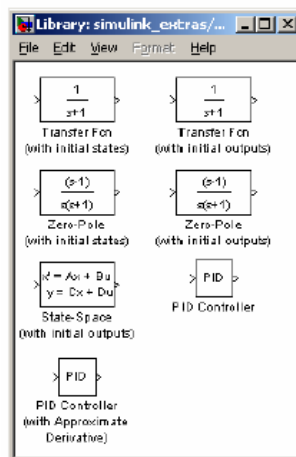 Library: simulink_extras/...
File Edit View Format Help
1
s+1
Transfer Fcn
(with initial states)
1
s+1
Transfer Fcn
(with initial outputs)
(s-1)
s(s+1)
Zero-Pole
(with initial states)
(s-1)
s(s+1)
Zero-Pole
(with initial outputs)
x' = Ax + Bu
y = Cx + Du
State-Space
(with initial outputs)
PID
PID Controller
PID
PID Controller
(with Approximate
Derivative)